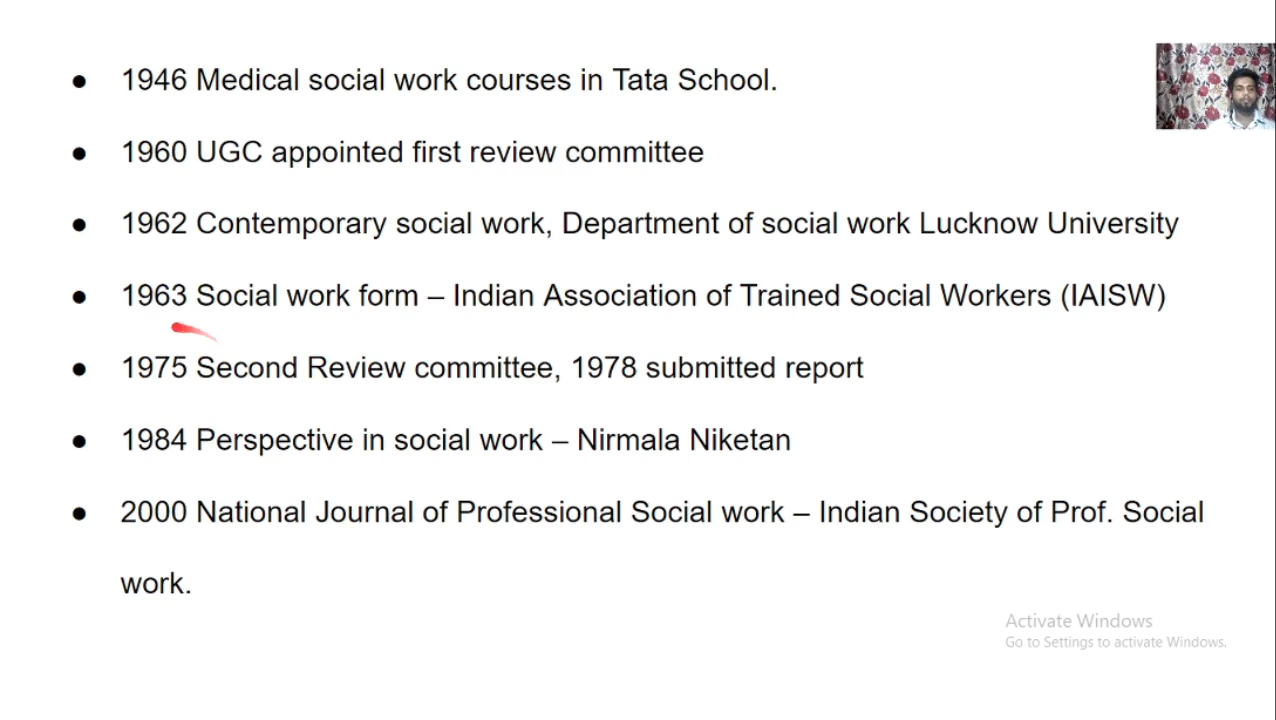 ● 1946 Medical social work courses in Tata School.
● 1960 UGC appointed first review committee
● 1962 Contemporary social work, Department of social work Lucknow University
● 1963 Social work form – Indian Association of Trained Social Workers (IAISW)
● 1975 Second Review committee, 1978 submitted report
● 1984 Perspective in social work – Nirmala Niketan
● 2000 National Journal of Professional Social work – Indian Society of Prof. Social
work.
Activate Windows
Go to Settings to activate Windows.